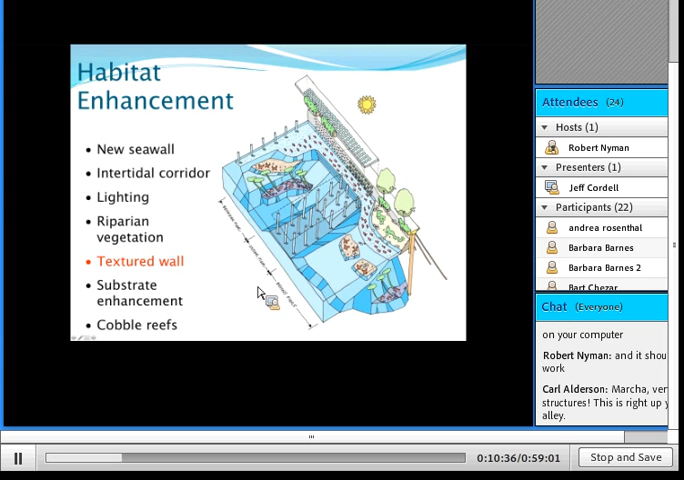 Habitat
Enhancement
• New seawall
• Intertidal corridor
• Lighting
• Riparian
vegetation
• Textured wall
• Substrate
enhancement
• Cobble reefs
Attendees (24)
Hosts (1)
Robert Nyman
Presenters (1)
Jeff Cordell
Participants (22)
andrea rosenthal
Barbara Barnes
Barbara Barnes 2
Bart Chezar
Chat (Everyone)
on your computer
Robert Nyman: and it shou
work
Carl Alderson: Marcha, ver
structures! This is right up y
alley.
0:10:36/0:59:01
Stop and Save